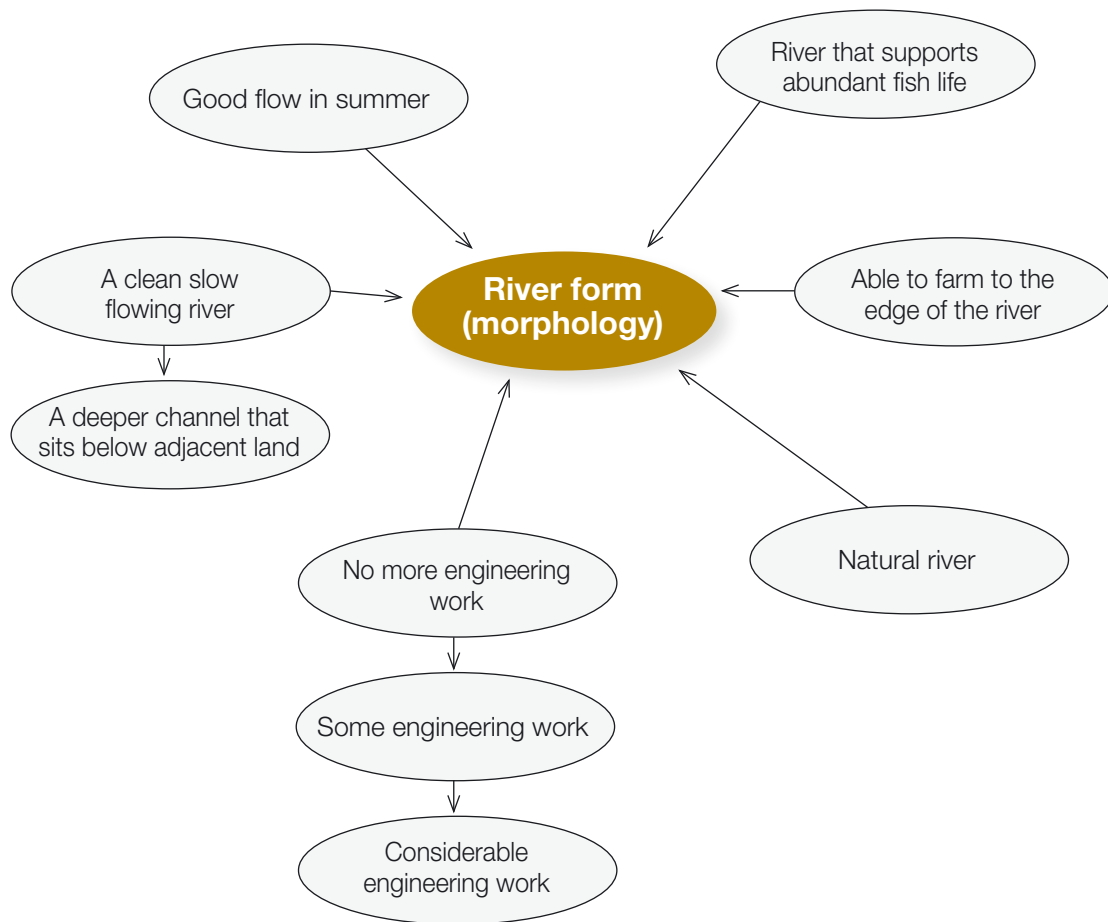 Good flow in summer
River that supports
abundant fish life
A clean slow
flowing river
River form
(morphology)
Able to farm to the
edge of the river
A deeper channel that
sits below adjacent land
No more engineering
work
Natural river
Some engineering work
Considerable
engineering work